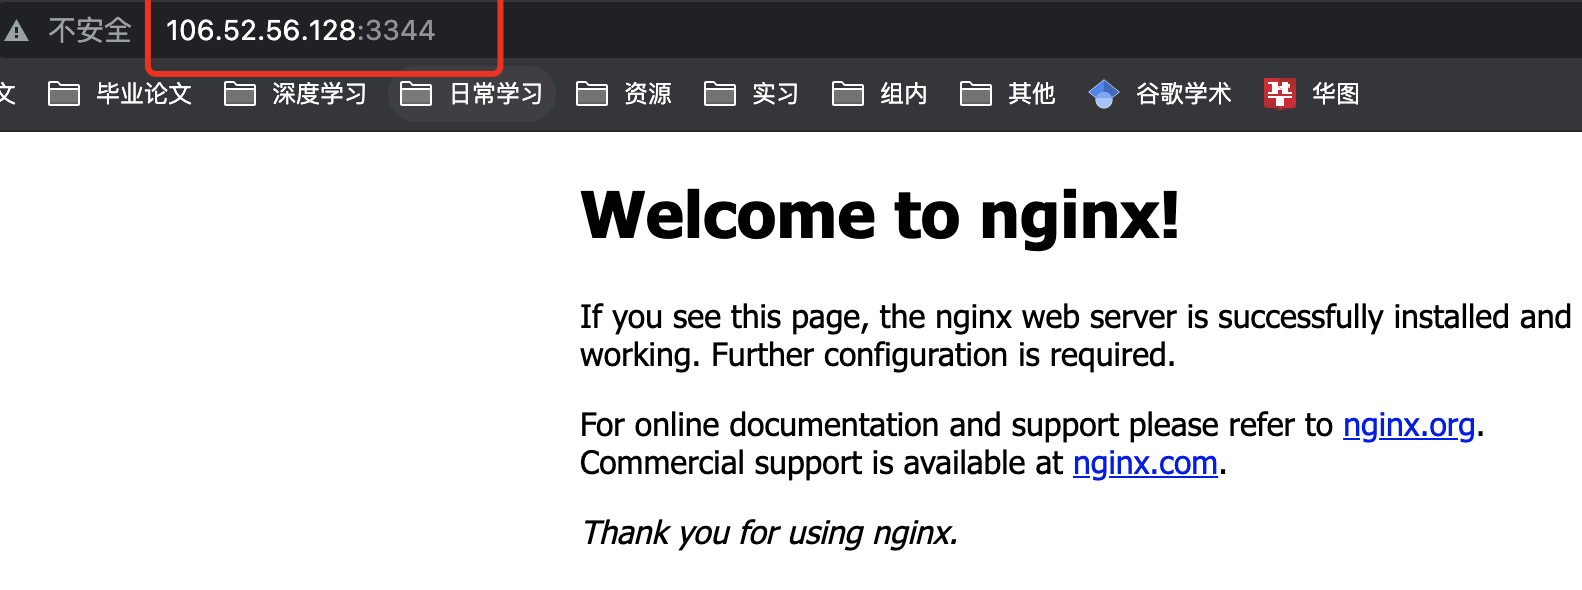 不安全 106.52.56.128:3344
文 毕业论文 深度学习 日常学习 资源 实习 组内 其他 谷歌学术 华图
Welcome to nginx!
If you see this page, the nginx web server is successfully installed and
working. Further configuration is required.
For online documentation and support please refer to nginx.org.
Commercial support is available at nginx.com.
Thank you for using nginx.